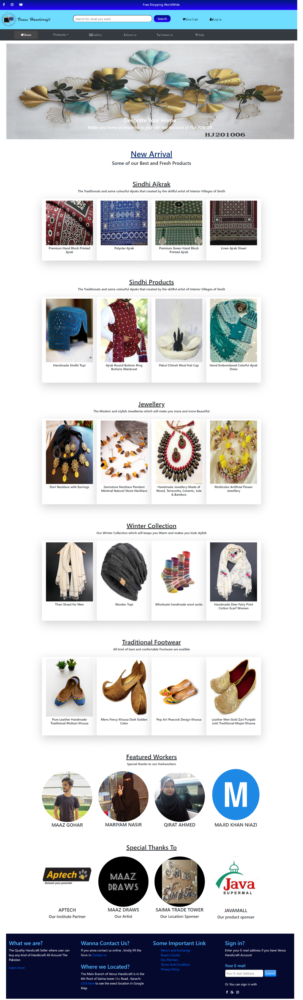 Free Shopping WorldWide
Venus Handicraft
Search for what you want
Search
Your Cart
Log in
Home
Products
Gallery
About us
Contact us
FAQs
Decorate Your Home
MAke you home as beautiful as you with the discount of Flat 20% Off
HJ201006
New Arrival
Some of our Best and Fresh Products
Sindhi Ajkrak
The Traditionals and some colourful Ajraks that created by the skillful artist of Interior Villages of Sindh
Premium Hand Block Printed
Ajrak
Polyster Ajrak
Premium Green Hand Block
Printed Ajrak
Linen Ajrak Shawl
Sindhi Products
The Traditionals and some colourful Ajraks that created by the skillful artist of Interior Villages of Sindh
Handmade Sindhi Topi
Ajrak Round Bottom Ring
Buttons Waistcoat
Pakul Chitrali Wool Hat Cap
Hand Embroidered Colorful Ajrak
Dress
Jewellery
The Modern and stylish Jewelleries which will make you more and more Beautiful
Dori Necklace with Earrings
Gemstone Necklace Pendant
Minimal Natural Stone Necklace
Handmade Jewellery Made of
Wood, Terracotta, Ceramic, Jute
& Bamboo
Multicolor Artificial Flower
Jewellery
Winter Collection
Our Winter Collection which will keeps you Warm and makes you look stylish
Thari Shawl for Men
Woolen Topi
Wholesale handmade wool socks
Handmade Deer Fairy Print
Cotton Scarf Women
Traditional Footwear
All kind of best and confortable Footware are avalible
Pure Leather Handmade
Traditional Multani Khussa
Mens Fency Khussa Dark Golden
Color
Pop Art Peacock Design Khussa
Leather Men Gold Zari Punjabi
Jutti Traditional Mojari Khussa
Featured Workers
Special thanks to our Harkworkers
M
MAAZ GOHAR
MARIYAM NASIR
QIRAT AHMED
MAJID KHAN NIAZI
Special Thanks To
Aptech
Unleash your potential
MAAZ
DRAWS
Saima
Trade Tower
Java
SUPERMAL
APTECH
Our Institute Partner
MAAZ DRAWS
Our Artist
SAIMA TRADE TOWER
Our Location Sponser
JAVAMALL
Our product sponser
What we are?
The Quality Handcraft Seller where user can
buy any kind of Handicraft All Around The
Pakistan
Learn more
Wanna Contact Us?
If you anna contact us online , kindly fill the
form in Contact us
Where we Located?
The Main Branch of Venus Handicraft is in the
6th flooft of Saima tower I.I.c Road , Karachi.
Click here to see the exect location in Google
Map
Some Important Link
Return and Exchange
Buyer's Guide
Our Partners
Terms And Condition
Privacy Policy
Sign in?
Enter your E-mail address if you have Venus
Handicraft Account
Your E-mail
Your E-mail Address
Submit
Or You can sign in with